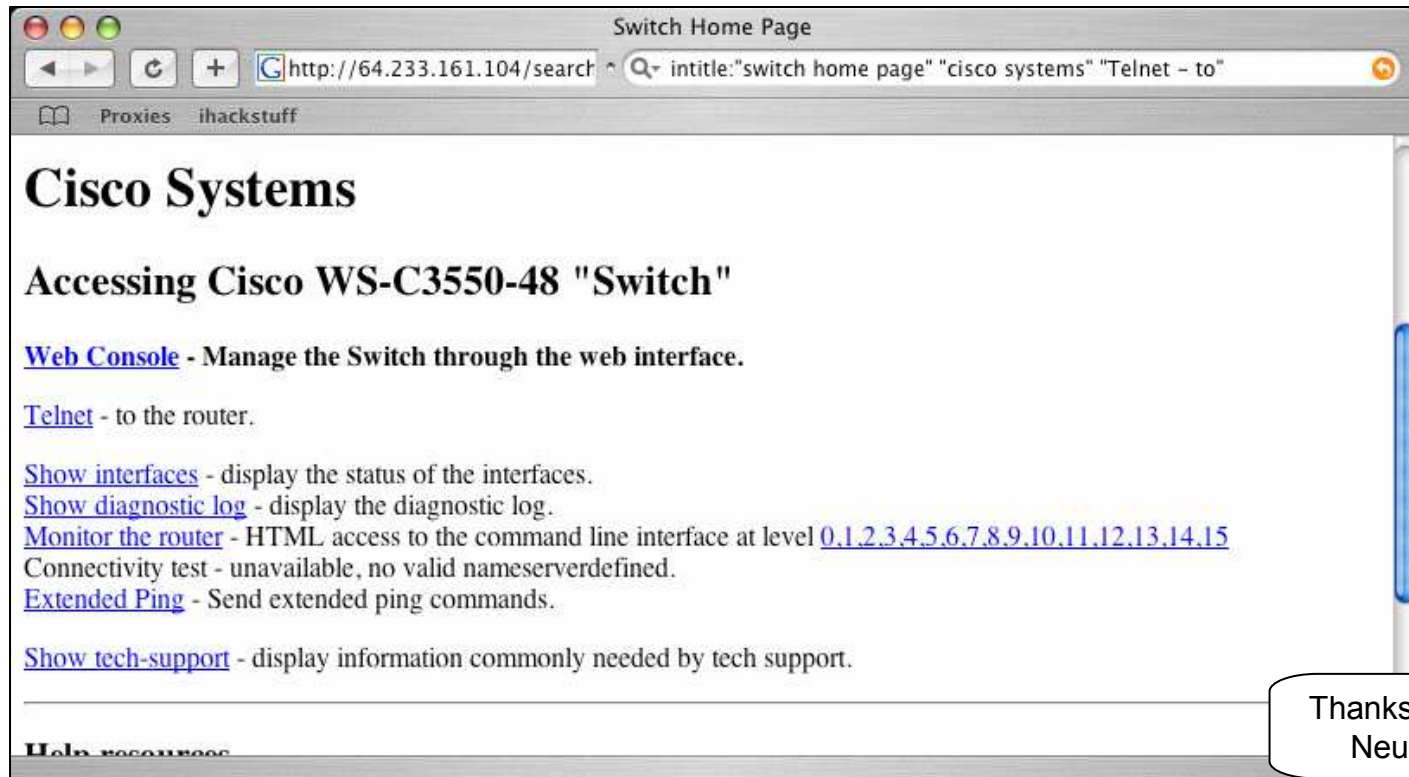 Switch Home Page
http://64.233.161.104/search intitle:"switch home page" "cisco systems" "Telnet – to"
Proxies ihackstuff
Cisco Systems
Accessing Cisco WS-C3550-48 "Switch"
Web Console - Manage the Switch through the web interface.
Telnet - to the router.
Show interfaces - display the status of the interfaces.
Show diagnostic log - display the diagnostic log.
Monitor the router - HTML access to the command line interface at level 0,1,2,3,4,5,6,7,8,9,10,11,12,13,14,15
Connectivity test - unavailable, no valid nameserverdefined.
Extended Ping - Send extended ping commands.
Show tech-support - display information commonly needed by tech support.
Help resources
Thanks
Neu